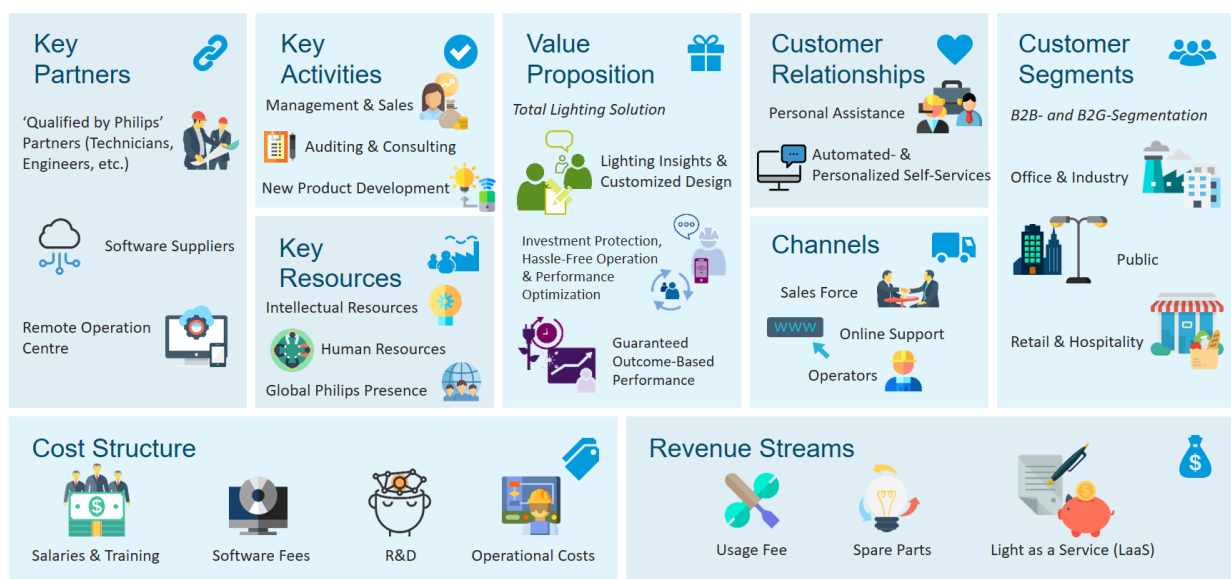 Key
Partners
'Qualified by Philips'
Partners (Technicians,
Engineers, etc.)
Software Suppliers
Remote Operation
Centre
Key
Activities
Management & Sales
Auditing & Consulting
New Product Development
Key
Resources
Intellectual Resources
Human Resources
Global Philips Presence
Value
Proposition
Total Lighting Solution
Lighting Insights &
Customized Design
Investment Protection,
Hassle-Free Operation
& Performance
Optimization
Guaranteed
Outcome-Based
Performance
Customer
Relationships
Personal Assistance
Automated- &
Personalized Self-Services
Channels
Sales Force
WWW
Online Support
Operators
Customer
Segments
B2B- and B2G-Segmentation
Office & Industry
Public
Retail & Hospitality
Cost Structure
$
Salaries & Training
Software Fees
R&D
Operational Costs
Revenue Streams
$
Usage Fee
Spare Parts
Light as a Service (LaaS)